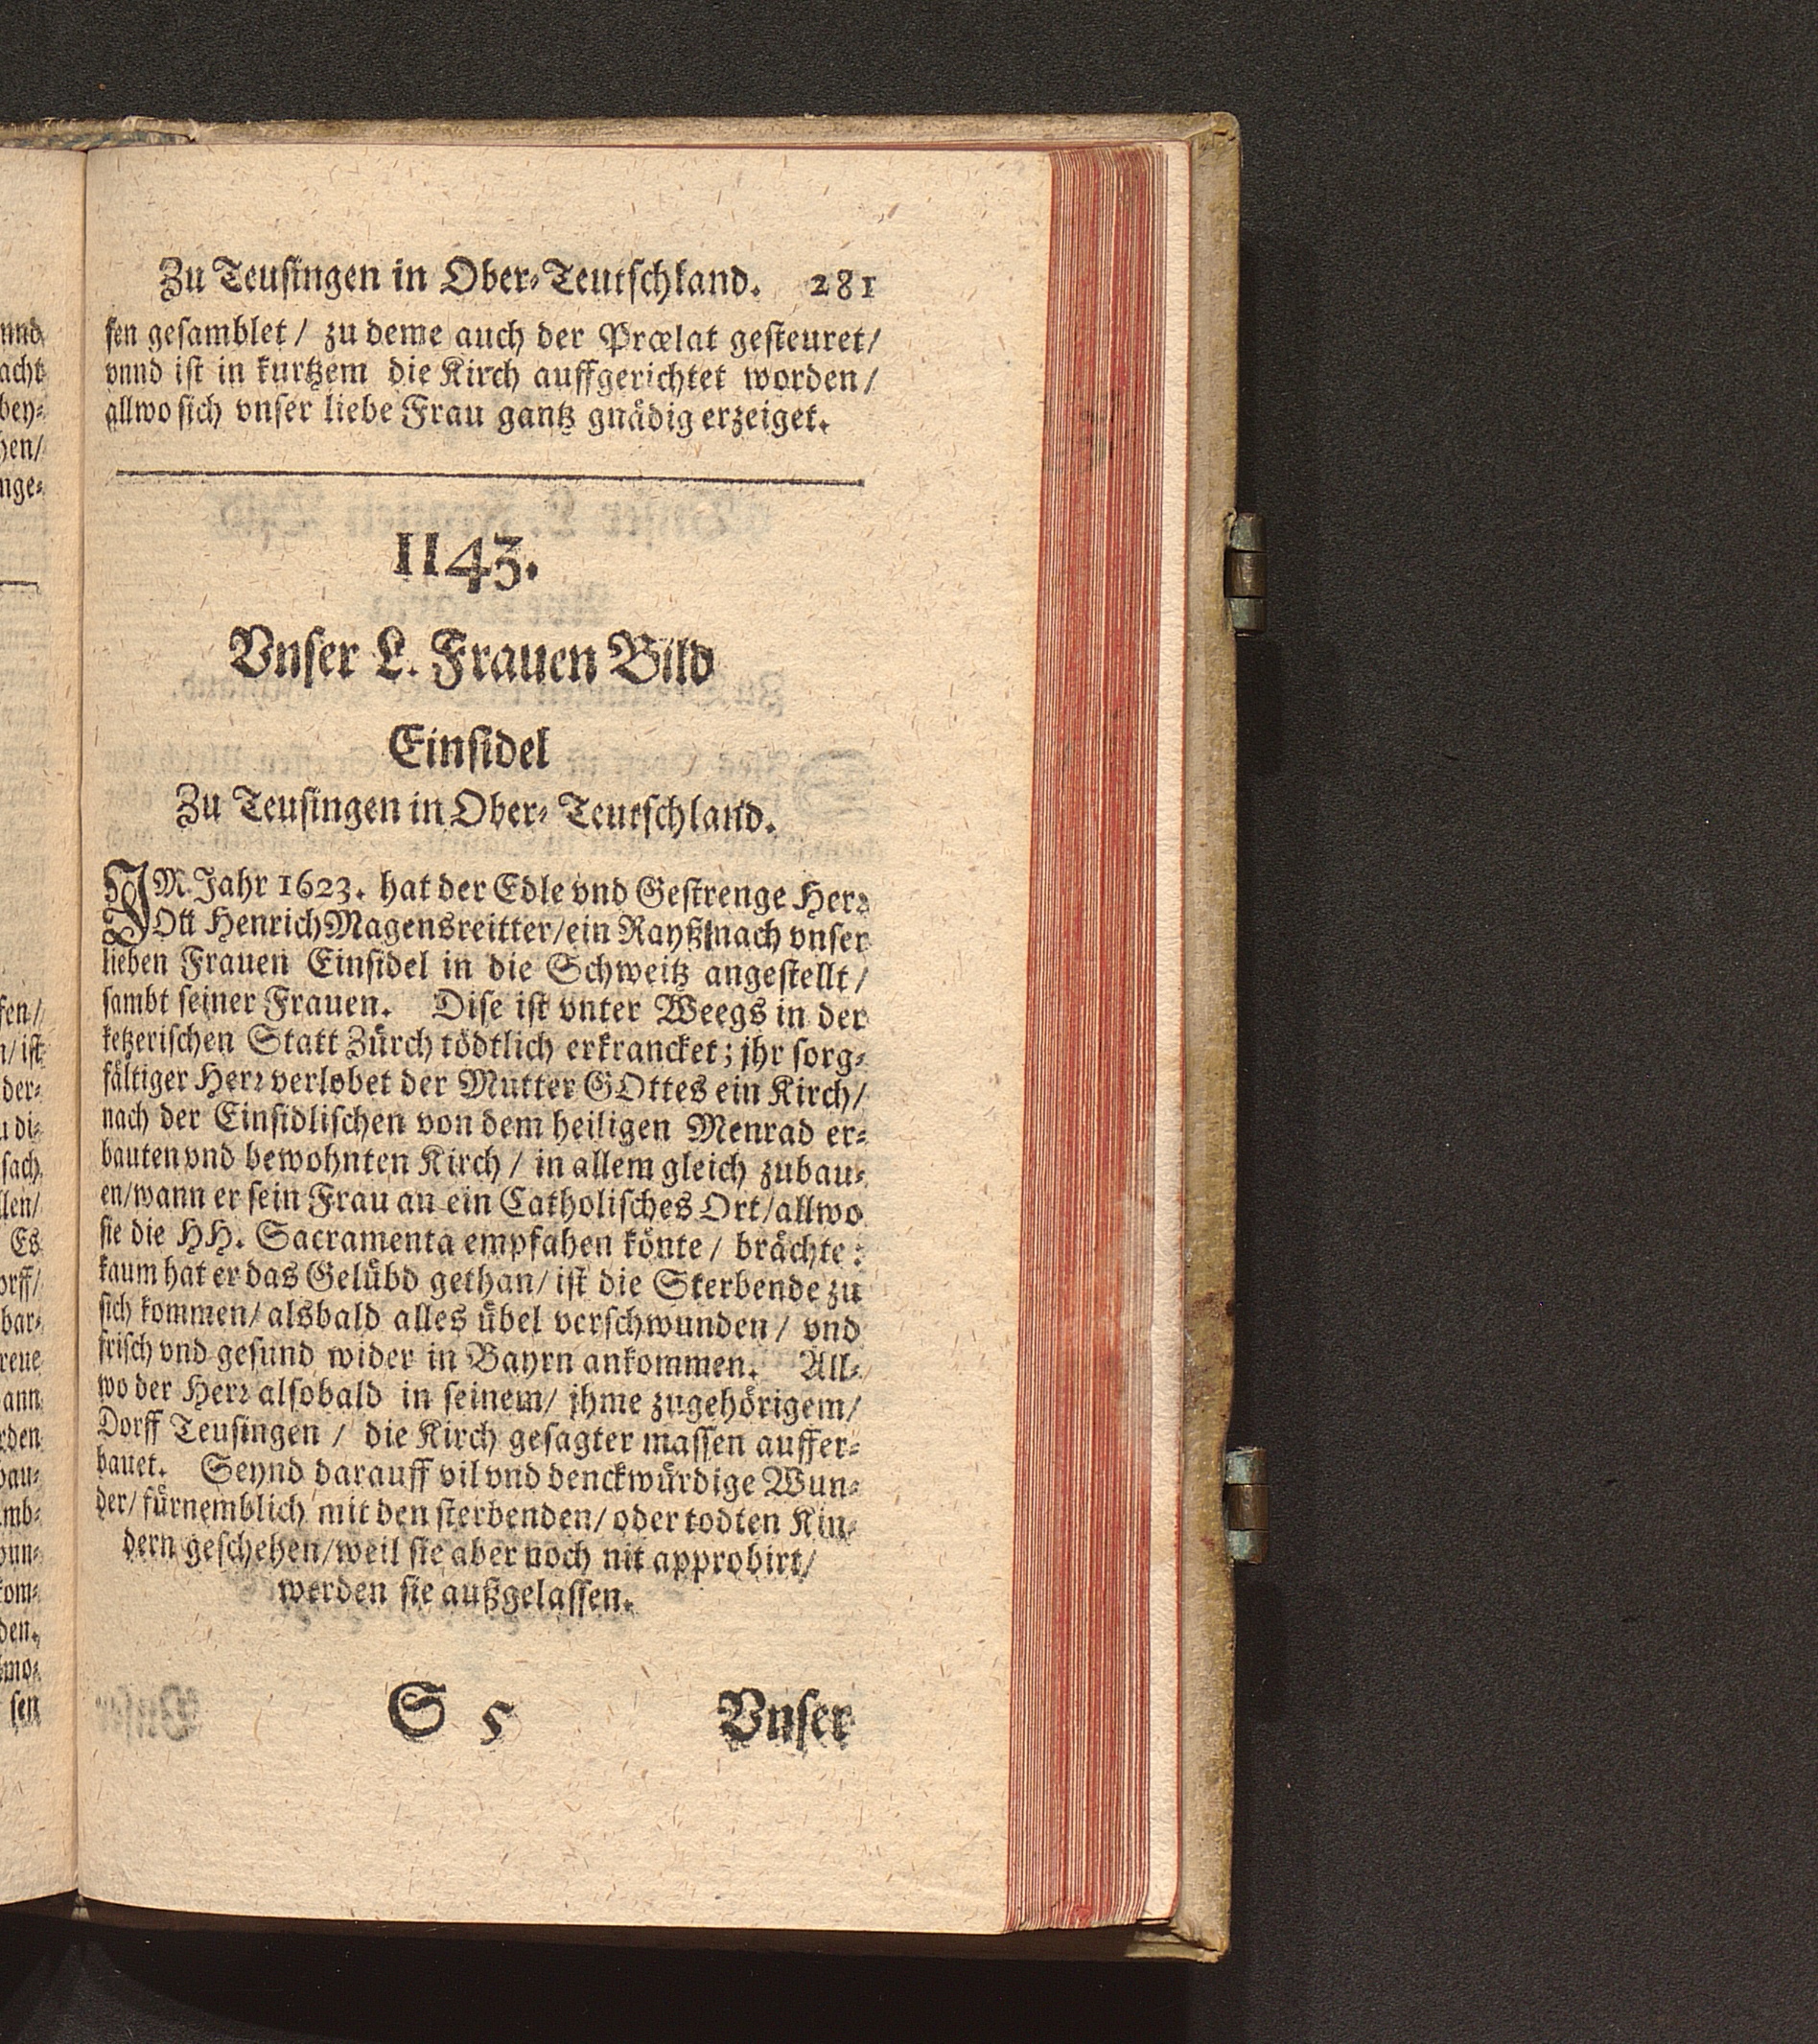 Zu Teusingen in Ober-Teutschland. 281
sen gesamblet / zu deme auch der Prælat gesteuret /
vnnd ist in kurtzem die Kirch auffgerichtet worden /
allwo sich vnser liebe Frau gantz gnådig erzeiget.
1143.
Vnser L. Frauen Bild
Einsidel
Zu Teusingen in Ober-Teutschland.
IM Jahr 1623. hat der Edle vnd Gestrenge Herr
Ott Henrich Magensreitter / ein Rayß nach vnser
lieben Frauen Einsidel in die Schweitz angestellt /
sambt seiner Frauen. Dise ist vnter Weegs in der
ketzerischen Statt Zürch tödtlich erkrancket; jhr sorg-
fåltiger Herr verlobet der Mutter GOttes ein Kirch /
nach der Einsidlischen von dem heiligen Menrad er-
bauten vnd bewohnten Kirch / in allem gleich zubau-
en / wann er sein Frau an ein Catholisches Ort / allwo
sie die HH. Sacramenta empfahen könte / bråchte:
kaum hat er das Gelübd gethan / ist die Sterbende zu
sich kommen / alsbald alles übel verschwunden / vnd
frisch vnd gesund wider in Bayrn ankommen. All-
wo der Herr alsobald in seinem / jhme zugehörigem /
Dorff Teusingen / die Kirch gesagter massen auffer-
bauet. Seynd darauff vil vnd denckwürdige Wun-
der / fürnemblich mit den sterbenden / oder todten Kin-
dern geschehen / weil sie aber noch nit approbirt /
werden sie außgelassen.
S 5 Vnser